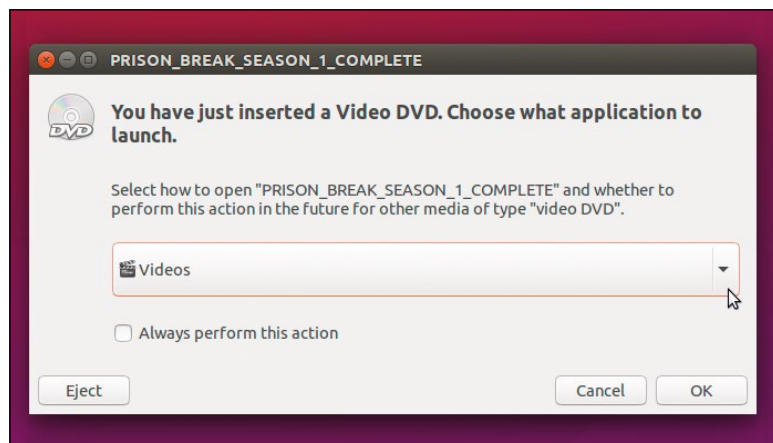 PRISON_BREAK_SEASON_1_COMPLETE
You have just inserted a Video DVD. Choose what application to
launch.
DVD
Select how to open "PRISON_BREAK_SEASON_1_COMPLETE" and whether to
perform this action in the future for other media of type "video DVD".
Videos
Always perform this action
Eject
Cancel
OK